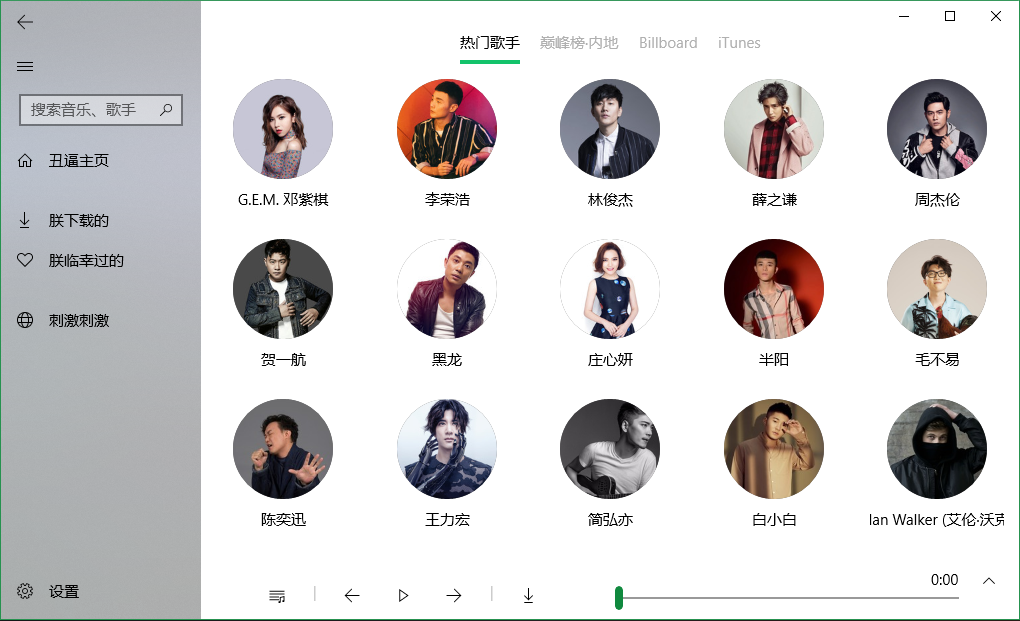 热门歌手 巅峰榜·内地 Billboard iTunes
搜索音乐、歌手
丑逼主页
朕下载的
朕临幸过的
刺激刺激
设置
G.E.M. 邓紫棋 李荣浩 林俊杰 薛之谦 周杰伦
贺一航 黑龙 庄心妍 半阳 毛不易
陈奕迅 王力宏 简弘亦 白小白 lan Walker (艾伦·沃克
0:00